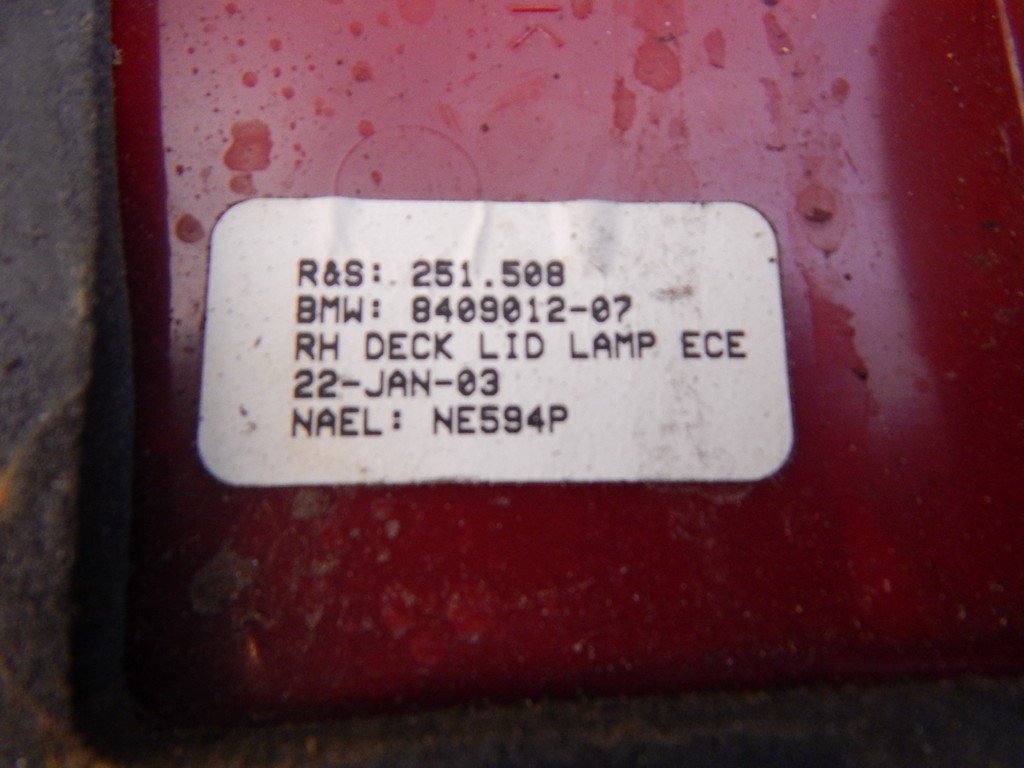 R&S: 251.508
BMW: 8409012-07
RH DECK LID LAMP ECE
22-JAN-03
NAEL: NE594P